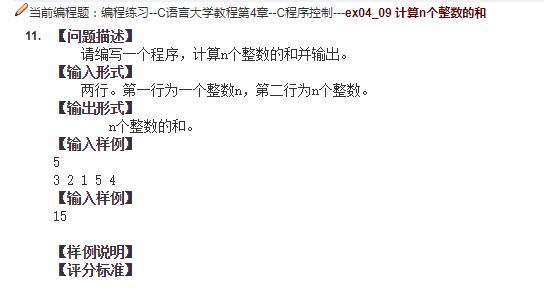 当前编程题：编程练习--C语言大学教程第4章--C程序控制---ex04_09 计算n个整数的和
11. 【问题描述】
请编写一个程序，计算n个整数的和并输出。
【输入形式】
两行。第一行为一个整数n，第二行为n个整数。
【输出形式】
n个整数的和。
【输入样例】
5
3 2 1 5 4
【输入样例】
15
【样例说明】
【评分标准】